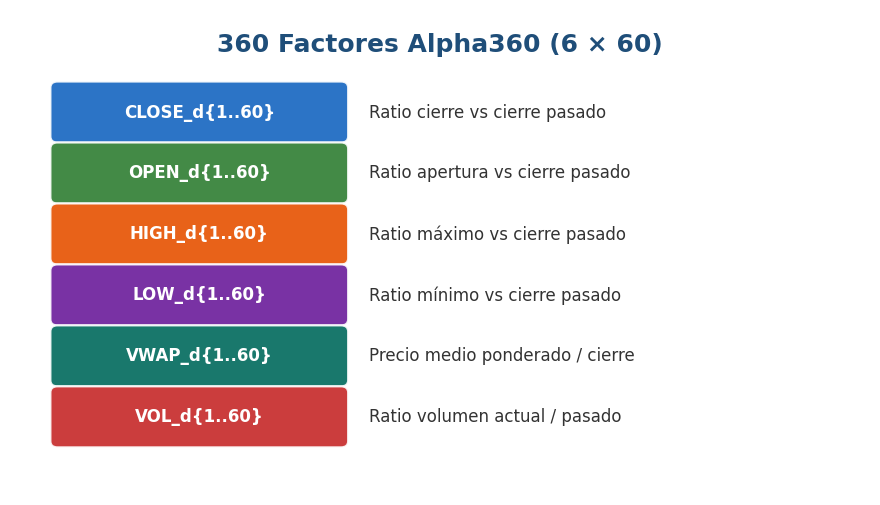 360 Factores Alpha360 (6 × 60)
CLOSE_d{1..60} Ratio cierre vs cierre pasado
OPEN_d{1..60} Ratio apertura vs cierre pasado
HIGH_d{1..60} Ratio máximo vs cierre pasado
LOW_d{1..60} Ratio mínimo vs cierre pasado
VWAP_d{1..60} Precio medio ponderado / cierre
VOL_d{1..60} Ratio volumen actual / pasado